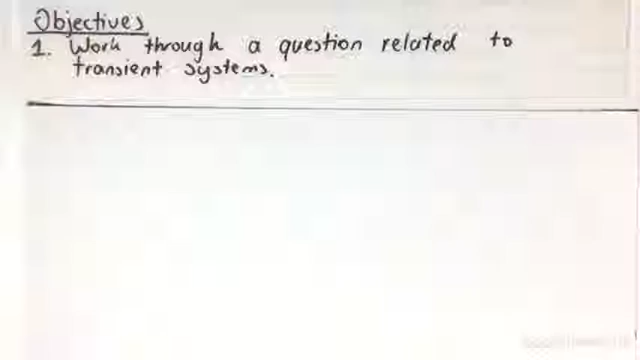 Objectives
1. Work through a question related to
transient systems.